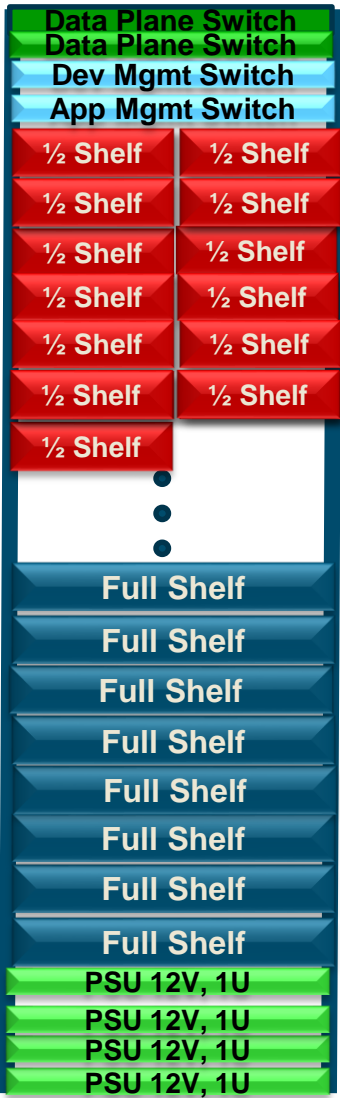 Data Plane Switch
Data Plane Switch
Dev Mgmt Switch
App Mgmt Switch
½ Shelf ½ Shelf
½ Shelf ½ Shelf
½ Shelf ½ Shelf
½ Shelf ½ Shelf
½ Shelf ½ Shelf
½ Shelf ½ Shelf
½ Shelf
Full Shelf
Full Shelf
Full Shelf
Full Shelf
Full Shelf
Full Shelf
Full Shelf
Full Shelf
PSU 12V, 1U
PSU 12V, 1U
PSU 12V, 1U
PSU 12V, 1U